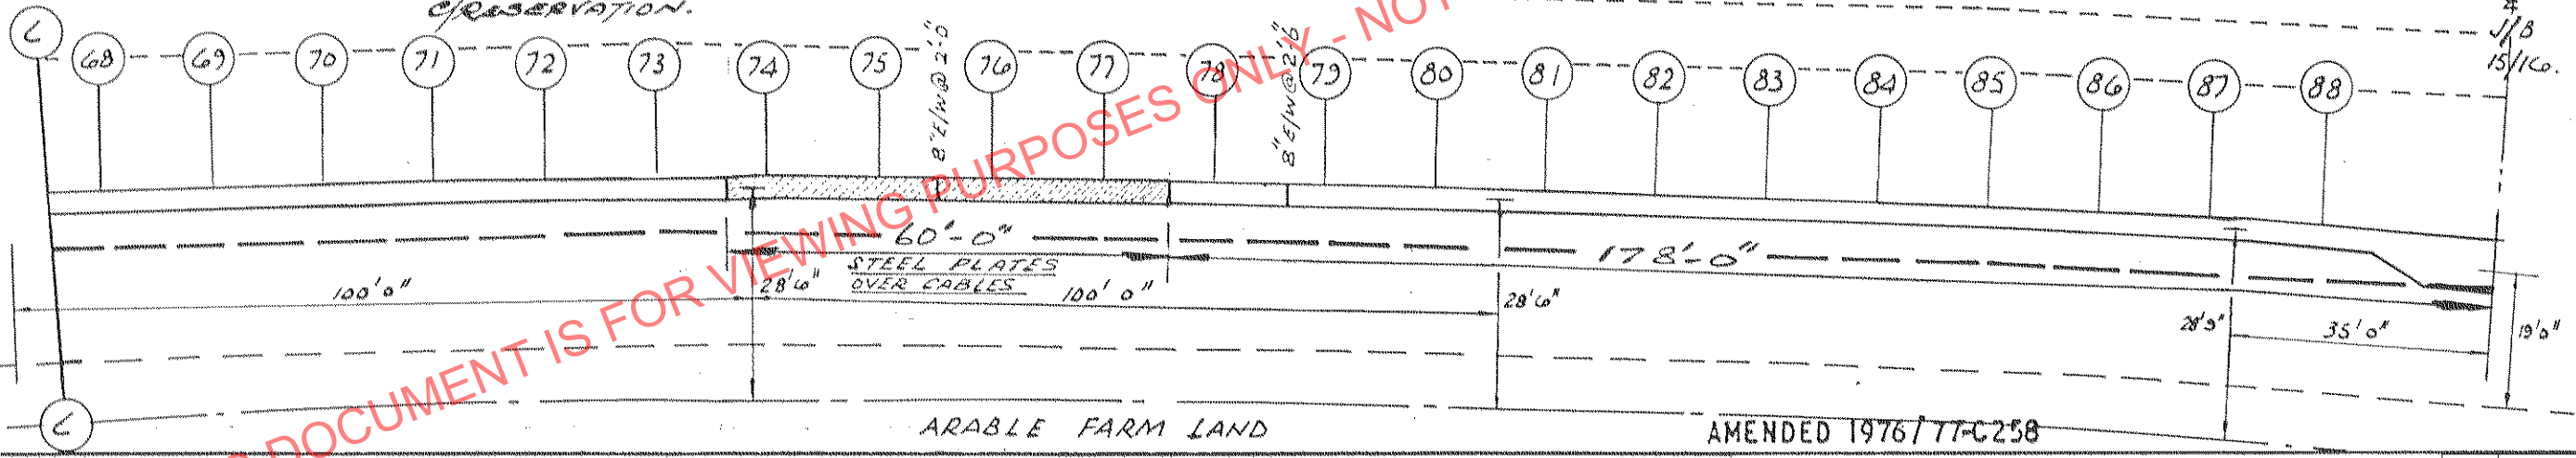 C/RESERVATION.
J/B
15/16.
L
68 69 70 71 72 73 74 75 76 77 78 79 80 81 82 83 84 85 86 87 88
8" E/W @ 2'-0"
8" E/W @ 2'-6"
60'-0"
178'-0"
STEEL PLATES
OVER CABLES
100'0"
28'6"
100'0"
28'6"
28'9"
35'0"
19'0"
L
ARABLE FARM LAND
AMENDED 1976/77-C258
DOCUMENT IS FOR VIEWING PURPOSES ONLY - NOT